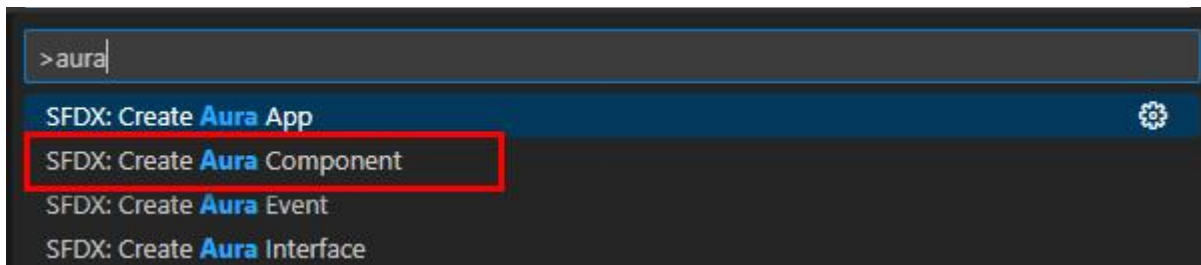 >aura
SFDX: Create Aura App
SFDX: Create Aura Component
SFDX: Create Aura Event
SFDX: Create Aura Interface